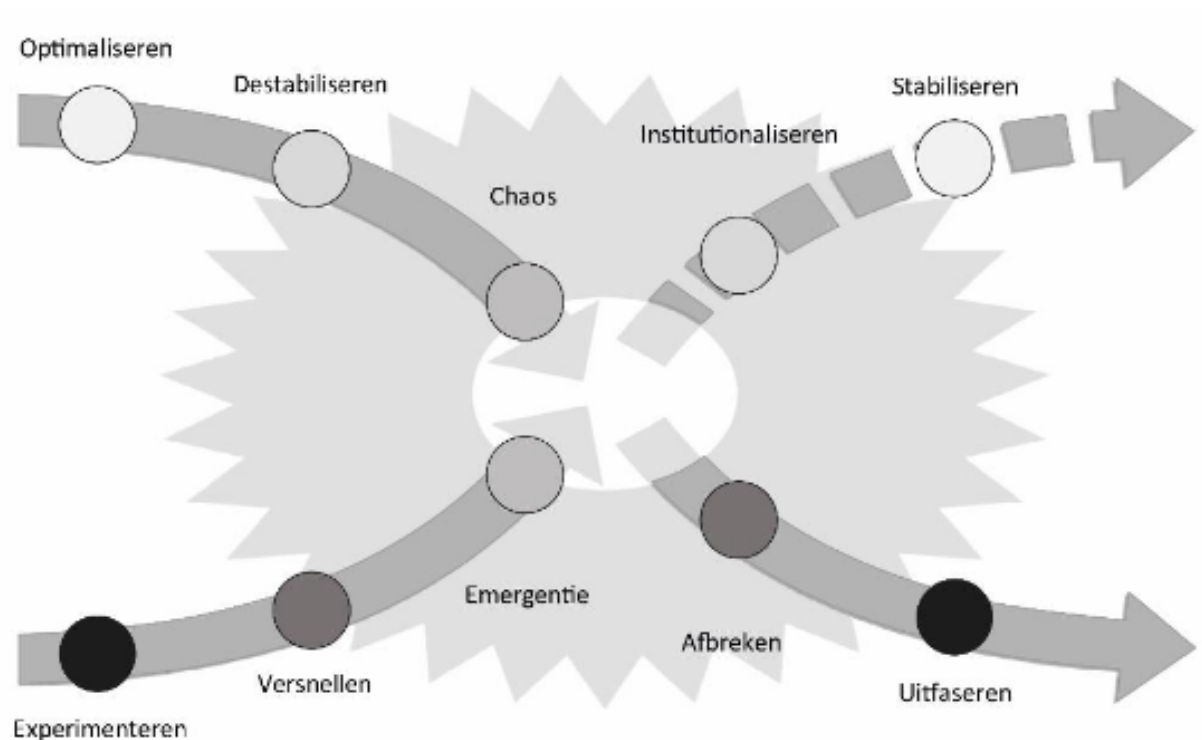 Optimaliseren
Destabiliseren
Chaos
Institutionaliseren
Stabiliseren
Experimenteren
Versnellen
Emergentie
Afbreken
Uitfaseren